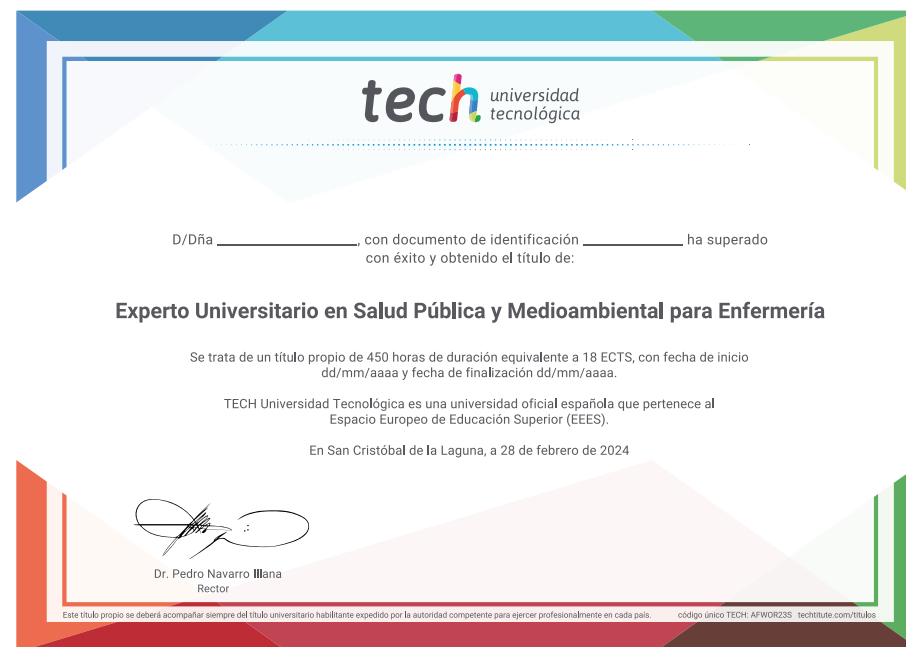 tech universidad
tecnológica
D/Dña ____________________, con documento de identificación ______________ ha superado
con éxito y obtenido el título de:
Experto Universitario en Salud Pública y Medioambiental para Enfermería
Se trata de un título propio de 450 horas de duración equivalente a 18 ECTS, con fecha de inicio
dd/mm/aaaa y fecha de finalización dd/mm/aaaa.
TECH Universidad Tecnológica es una universidad oficial española que pertenece al
Espacio Europeo de Educación Superior (EEES).
En San Cristóbal de la Laguna, a 28 de febrero de 2024
Dr. Pedro Navarro Illana
Rector
Este título propio se deberá acompañar siempre del título universitario habilitante expedido por la autoridad competente para ejercer profesionalmente en cada país. código único TECH: AFWOR23S techtitute.com/titulos